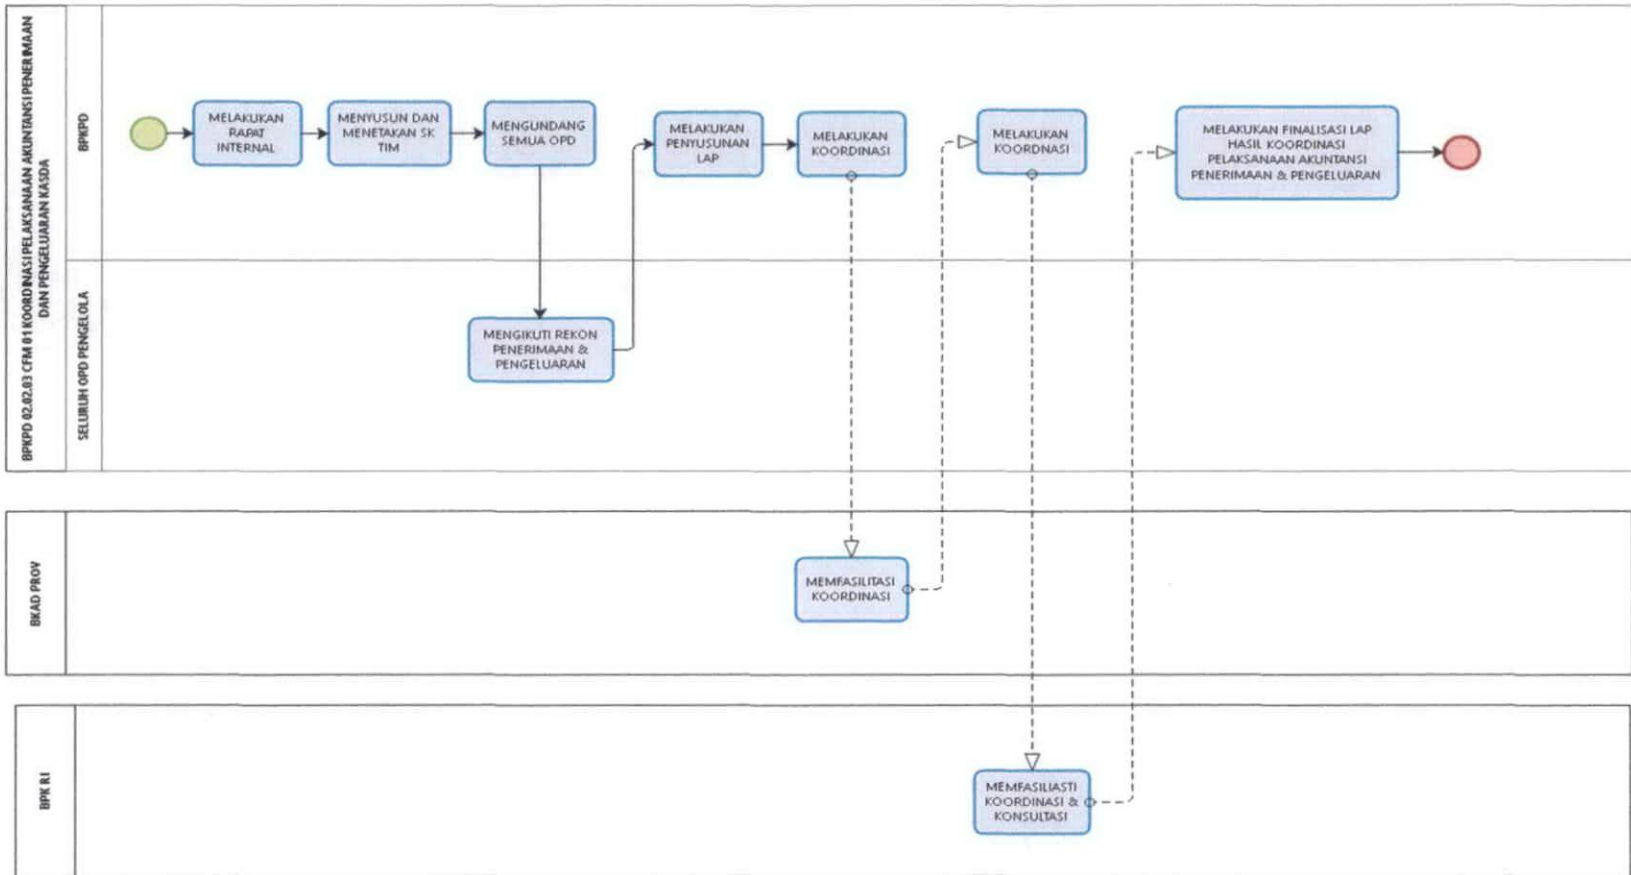 BPKPD 02.02.03 CFM 01 KOORDINASI PELAKSANAAN AKUNTANSI PENERIMAAN
DAN PENGELUARAN KASDA
BPKPD
MELAKUKAN
RAPAT
INTERNAL
MENYUSUN DAN
MENETAKAN SK
TIM
MENGUNDANG
SEMUA OPD
MELAKUKAN
PENYUSUNAN
LAP
MELAKUKAN
KOORDINASI
MELAKUKAN
KOORDNASI
MELAKUKAN FINALISASI LAP
HASIL KOORDINASI
PELAKSANAAN AKUNTANSI
PENERIMAAN & PENGELUARAN
SELURUH OPD PENGELOLA
MENGIKUTI REKON
PENERIMAAN &
PENGELUARAN
BKAD PROV
MEMFASILITASI
KOORDINASI
BPK RI
MEMFASILIASTI
KOORDINASI &
KONSULTASI